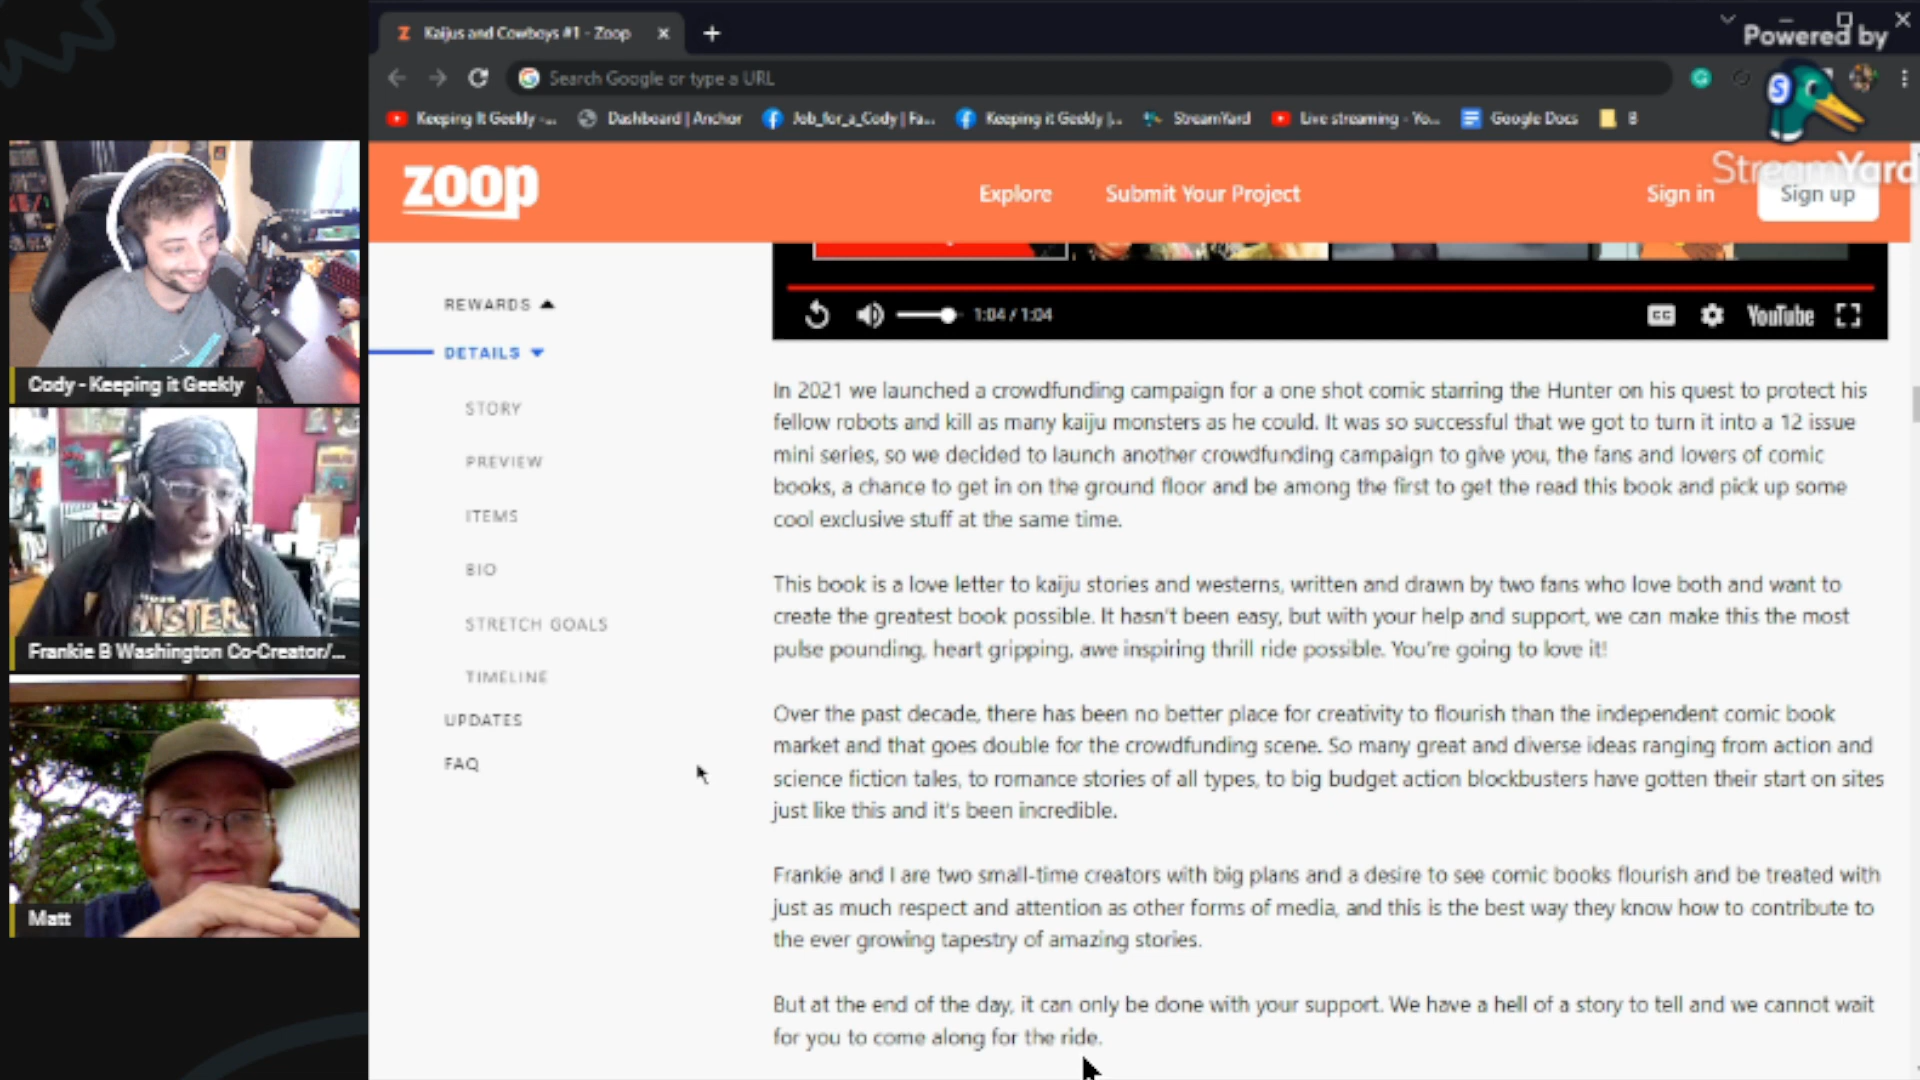 Kaijus and Cowboys #1 - Zoop
Powered by
Search Google or type a URL
S
Keeping It Geekly -...
Dashboard | Anchor
Job_for_a_Cody | Fa...
Keeping it Geekly |...
StreamYard
Live streaming - Yo...
Google Docs
B
StreamYard
zoop
Explore
Submit Your Project
Sign in
Sign up
REWARDS
DETAILS
STORY
PREVIEW
ITEMS
BIO
STRETCH GOALS
TIMELINE
UPDATES
FAQ
1:04 / 1:04
CC
YouTube
In 2021 we launched a crowdfunding campaign for a one shot comic starring the Hunter on his quest to protect his
fellow robots and kill as many kaiju monsters as he could. It was so successful that we got to turn it into a 12 issue
mini series, so we decided to launch another crowdfunding campaign to give you, the fans and lovers of comic
books, a chance to get in on the ground floor and be among the first to get the read this book and pick up some
cool exclusive stuff at the same time.
This book is a love letter to kaiju stories and westerns, written and drawn by two fans who love both and want to
create the greatest book possible. It hasn't been easy, but with your help and support, we can make this the most
pulse pounding, heart gripping, awe inspiring thrill ride possible. You're going to love it!
Over the past decade, there has been no better place for creativity to flourish than the independent comic book
market and that goes double for the crowdfunding scene. So many great and diverse ideas ranging from action and
science fiction tales, to romance stories of all types, to big budget action blockbusters have gotten their start on sites
just like this and it's been incredible.
Frankie and I are two small-time creators with big plans and a desire to see comic books flourish and be treated with
just as much respect and attention as other forms of media, and this is the best way they know how to contribute to
the ever growing tapestry of amazing stories.
But at the end of the day, it can only be done with your support. We have a hell of a story to tell and we cannot wait
for you to come along for the ride.
Cody - Keeping it Geekly
Frankie B Washington Co-Creator/...
Matt